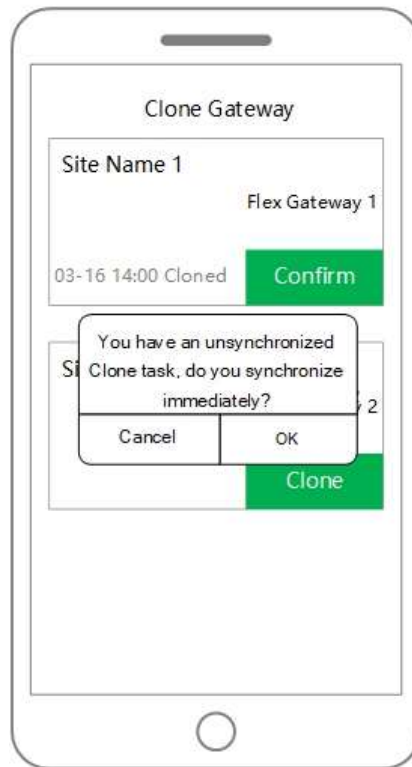 Clone Gateway
Site Name 1
Flex Gateway 1
03-16 14:00 Cloned
Confirm
You have an unsynchronized
Clone task, do you synchronize
immediately?
Cancel
OK
2
Clone